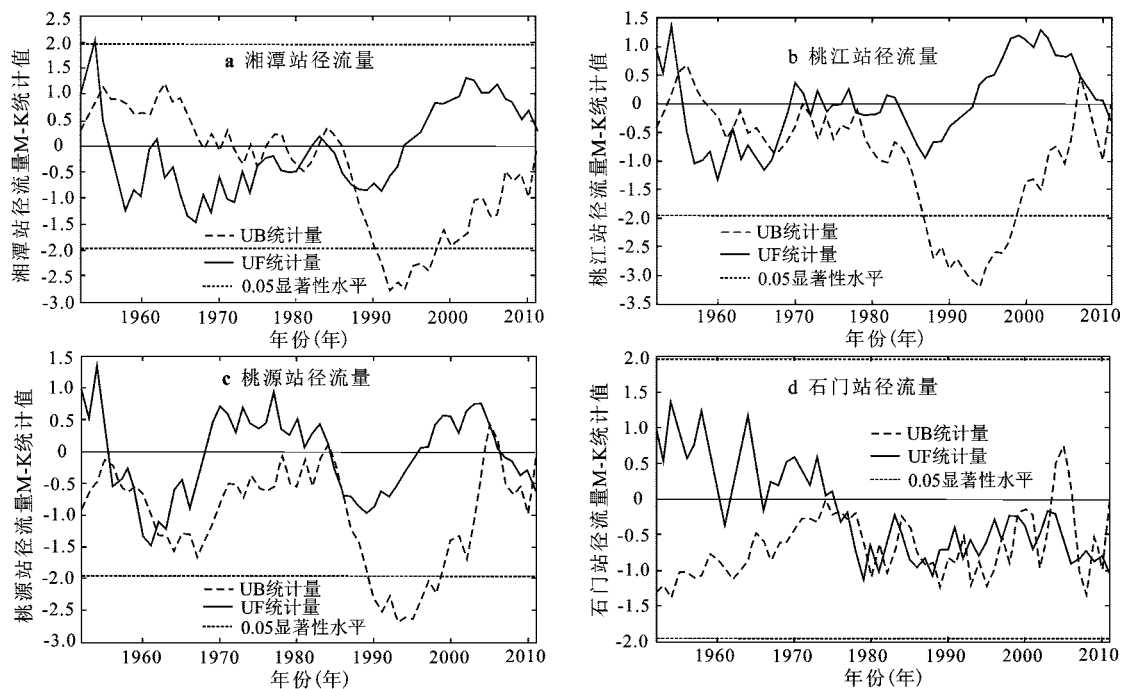 2.5
2.0
1.5
1.0
0.5
0
-0.5
-1.0
-1.5
-2.0
-2.5
-3.0
湘潭站径流量M-K统计值
a 湘潭站径流量
UB统计量
UF统计量
0.05显著性水平
1960 1970 1980 1990 2000 2010
年份(年)
1.5
1.0
0.5
0
-0.5
-1.0
-1.5
-2.0
-2.5
-3.0
-3.5
桃江站径流量M-K统计值
b 桃江站径流量
UB统计量
UF统计量
0.05显著性水平
1960 1970 1980 1990 2000 2010
年份(年)
1.5
1.0
0.5
0
-0.5
-1.0
-1.5
-2.0
-2.5
-3.0
桃源站径流量M-K统计值
c 桃源站径流量
UB统计量
UF统计量
0.05显著性水平
1960 1970 1980 1990 2000 2010
年份(年)
2.0
1.5
1.0
0.5
0
-0.5
-1.0
-1.5
-2.0
石门站径流量M-K统计值
d 石门站径流量
UB统计量
UF统计量
0.05显著性水平
1960 1970 1980 1990 2000 2010
年份(年)